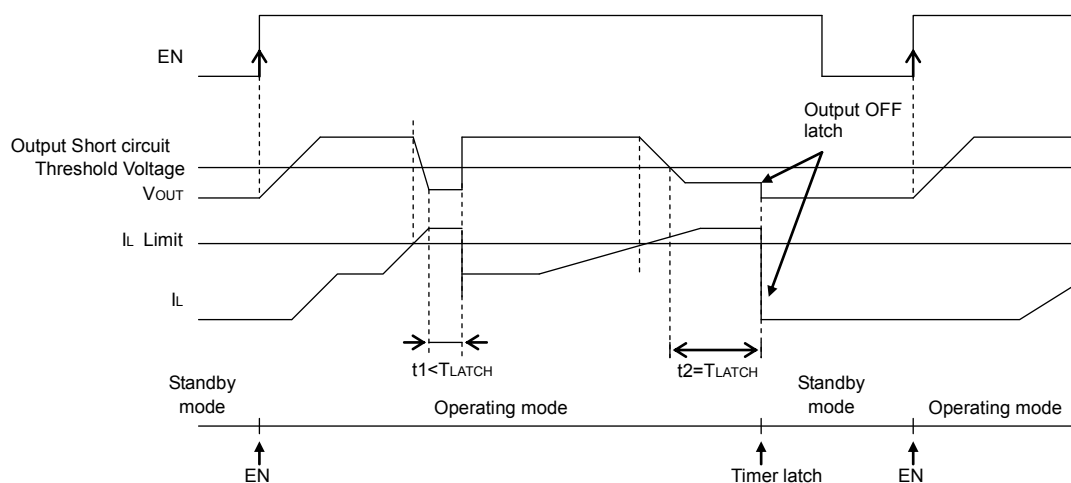 EN
Output OFF
latch
Output Short circuit
Threshold Voltage
VOUT
IL Limit
IL
t1<TLATCH
t2=TLATCH
Standby
mode
Operating mode
Standby
mode
Operating mode
EN
Timer latch
EN